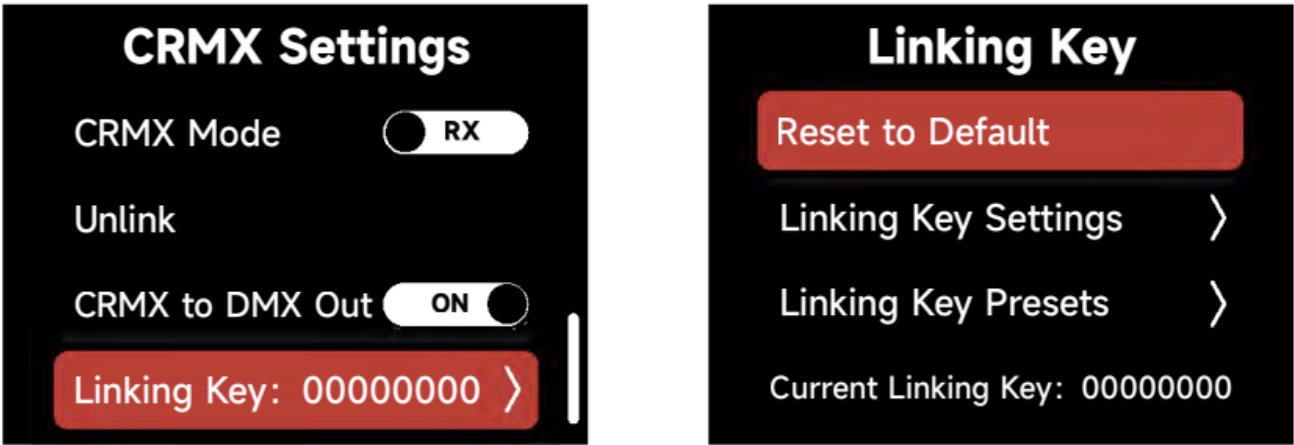 CRMX Settings
CRMX Mode RX
Unlink
CRMX to DMX Out ON
Linking Key: 00000000
Linking Key
Reset to Default
Linking Key Settings
Linking Key Presets
Current Linking Key: 00000000